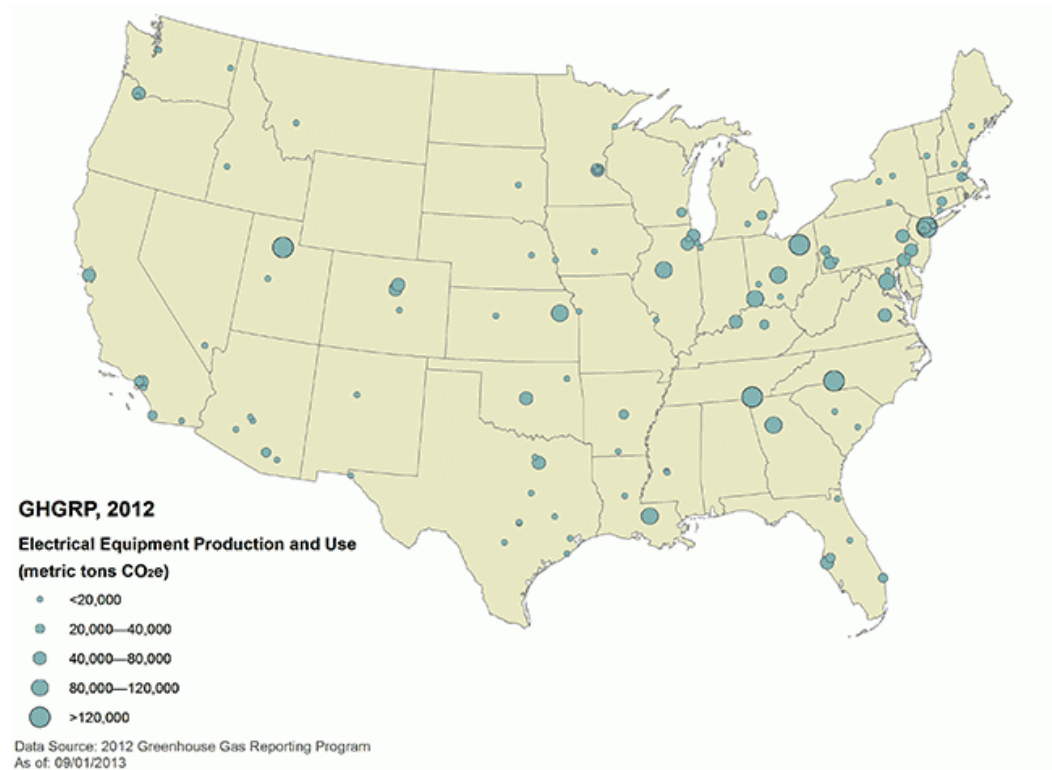 GHGRP, 2012
Electrical Equipment Production and Use
(metric tons CO₂e)
<20,000
20,000—40,000
40,000—80,000
80,000—120,000
>120,000
Data Source: 2012 Greenhouse Gas Reporting Program
As of: 09/01/2013